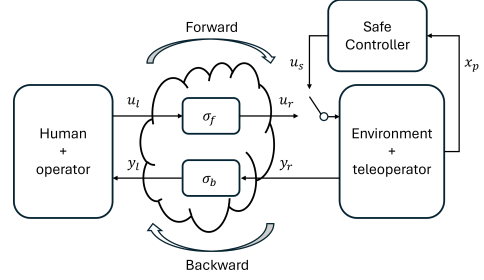 Forward
Safe
Controller
u_s
x_p
u_l
σ_f
u_r
Human
+
operator
Environment
+
teleoperator
y_l
σ_b
y_r
Backward